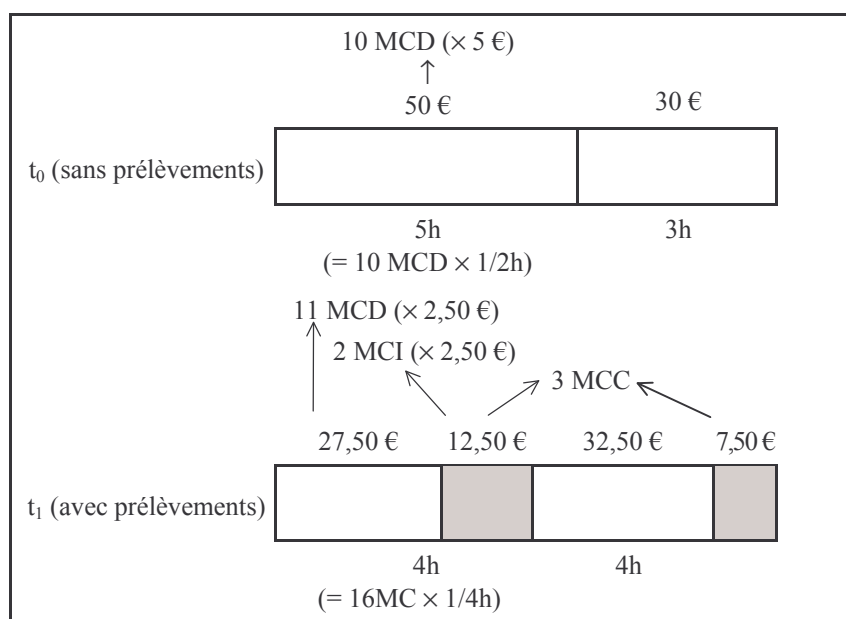 10 MCD (× 5 €)
↑
50 €
30 €
t₀ (sans prélèvements)
5h
3h
(= 10 MCD × 1/2h)
11 MCD (× 2,50 €)
2 MCI (× 2,50 €)
3 MCC
27,50 €
12,50 €
32,50 €
7,50 €
t₁ (avec prélèvements)
4h
4h
(= 16MC × 1/4h)